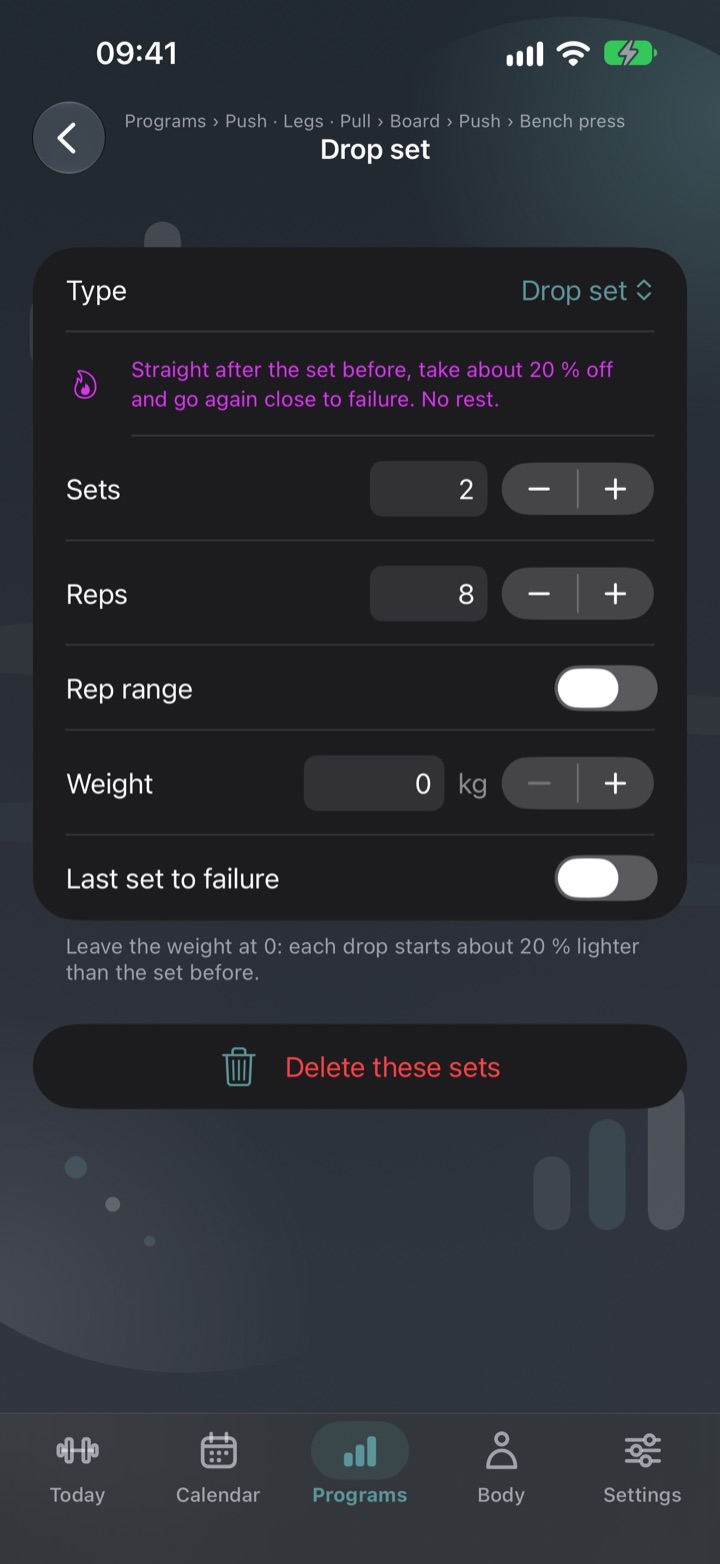 09:41
Programs › Push · Legs · Pull › Board › Push › Bench press
Drop set
Type
Drop set
Straight after the set before, take about 20 % off
and go again close to failure. No rest.
Sets
2
Reps
8
Rep range
Weight
0 kg
Last set to failure
Leave the weight at 0: each drop starts about 20 % lighter
than the set before.
Delete these sets
Today
Calendar
Programs
Body
Settings